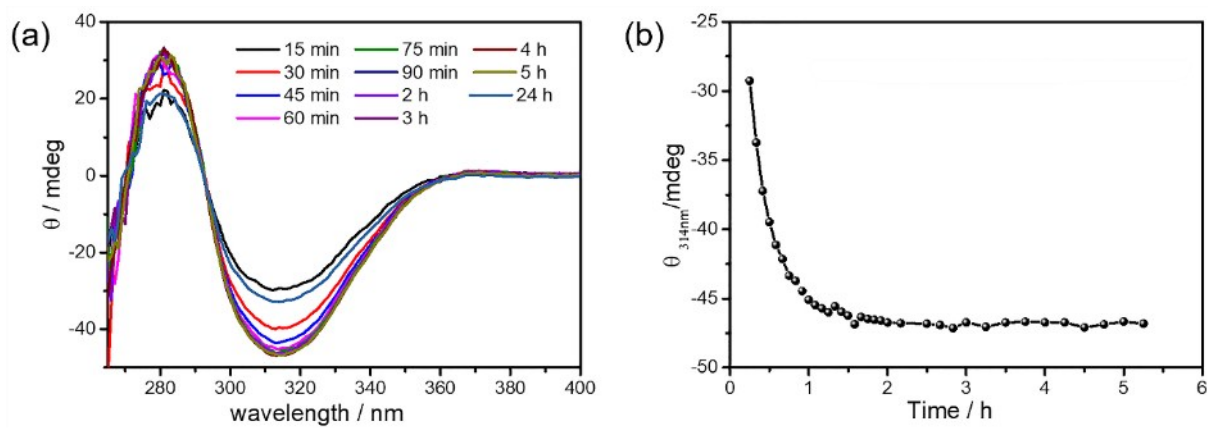 (a)
40
20
0
-20
-40
θ / mdeg
15 min 75 min 4 h
30 min 90 min 5 h
45 min 2 h 24 h
60 min 3 h
280 300 320 340 360 380 400
wavelength / nm
(b)
-25
-30
-35
-40
-45
-50
θ 314nm/mdeg
0 1 2 3 4 5 6
Time / h